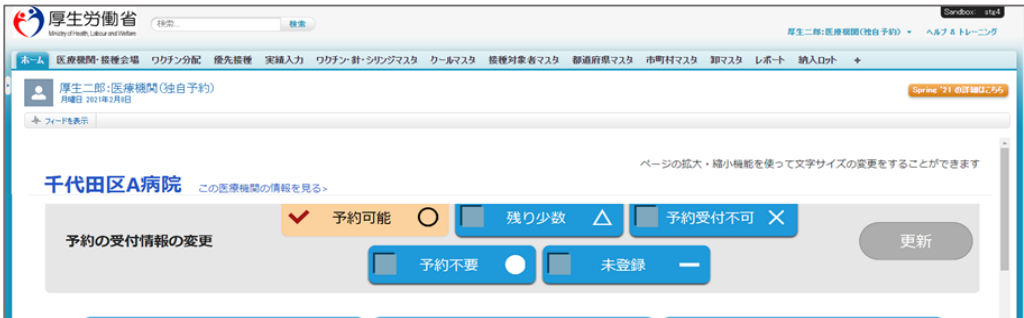 厚生労働省
Ministry of Health, Labour and Welfare
検索...
検索
Sandbox: stg4
厚生二郎:医療機関(独自予約)
ヘルプ & トレーニング
ホーム 医療機関・接種会場 ワクチン分配 優先接種 実績入力 ワクチン・針・シリンジマスタ クールマスタ 接種対象者マスタ 都道府県マスタ 市町村マスタ 卸マスタ レポート 納入ロット +
厚生二郎:医療機関(独自予約)
月曜日 2021年2月8日
Spring '21 の詳細はこちら
フィードを表示
ページの拡大・縮小機能を使って文字サイズの変更をすることができます
千代田区A病院 この医療機関の情報を見る>
予約の受付情報の変更
予約可能 ○
残り少数 △
予約受付不可 ×
予約不要 ●
未登録 ー
更新